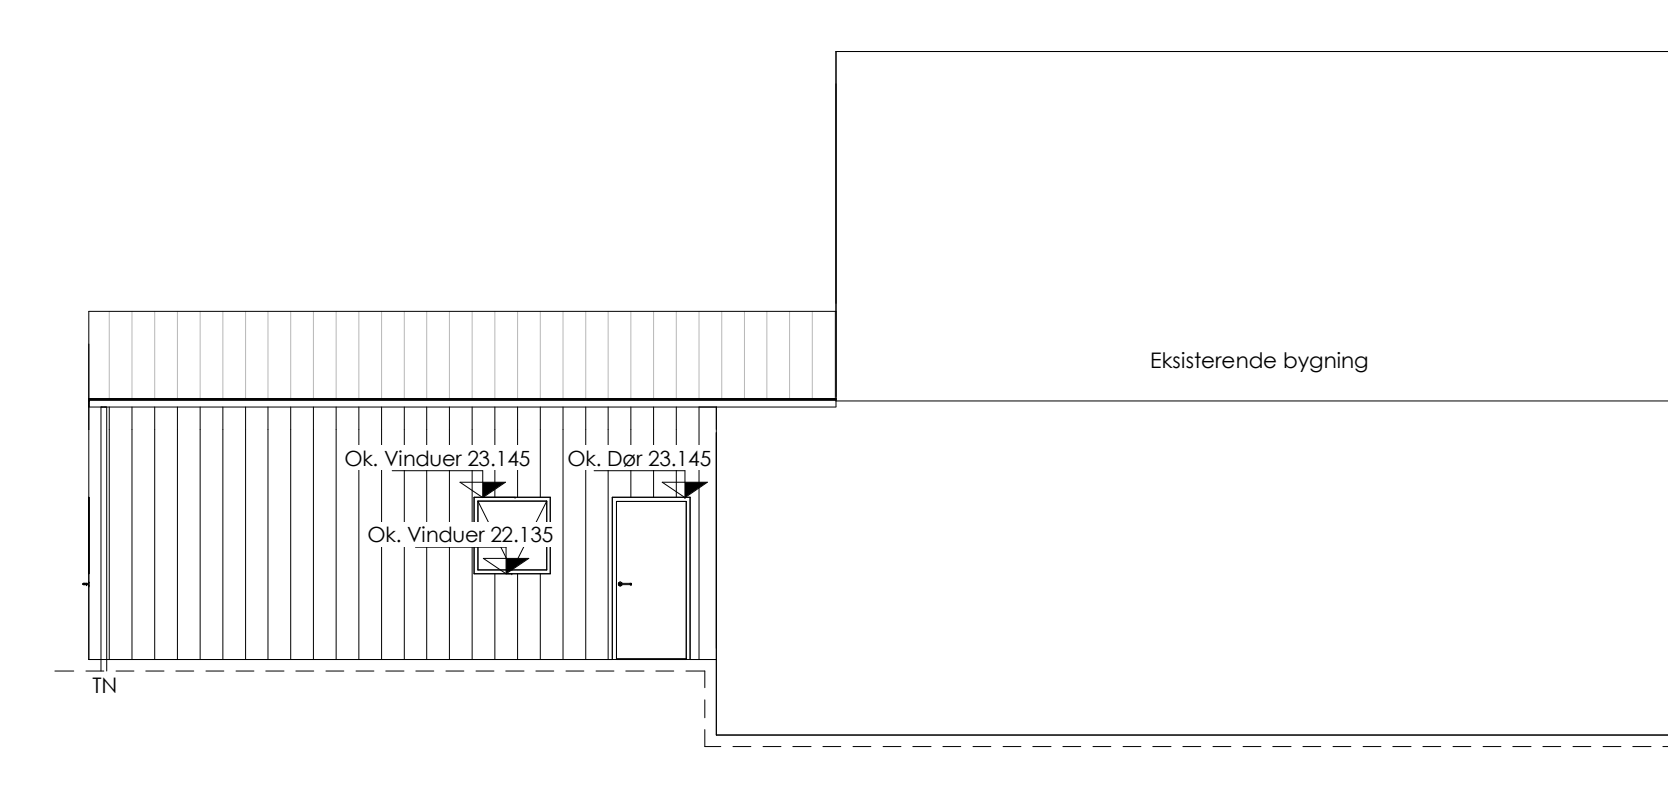 Eksisterende bygning
Ok. Vinduer 23.145
Ok. Dør 23.145
Ok. Vinduer 22.135
TN